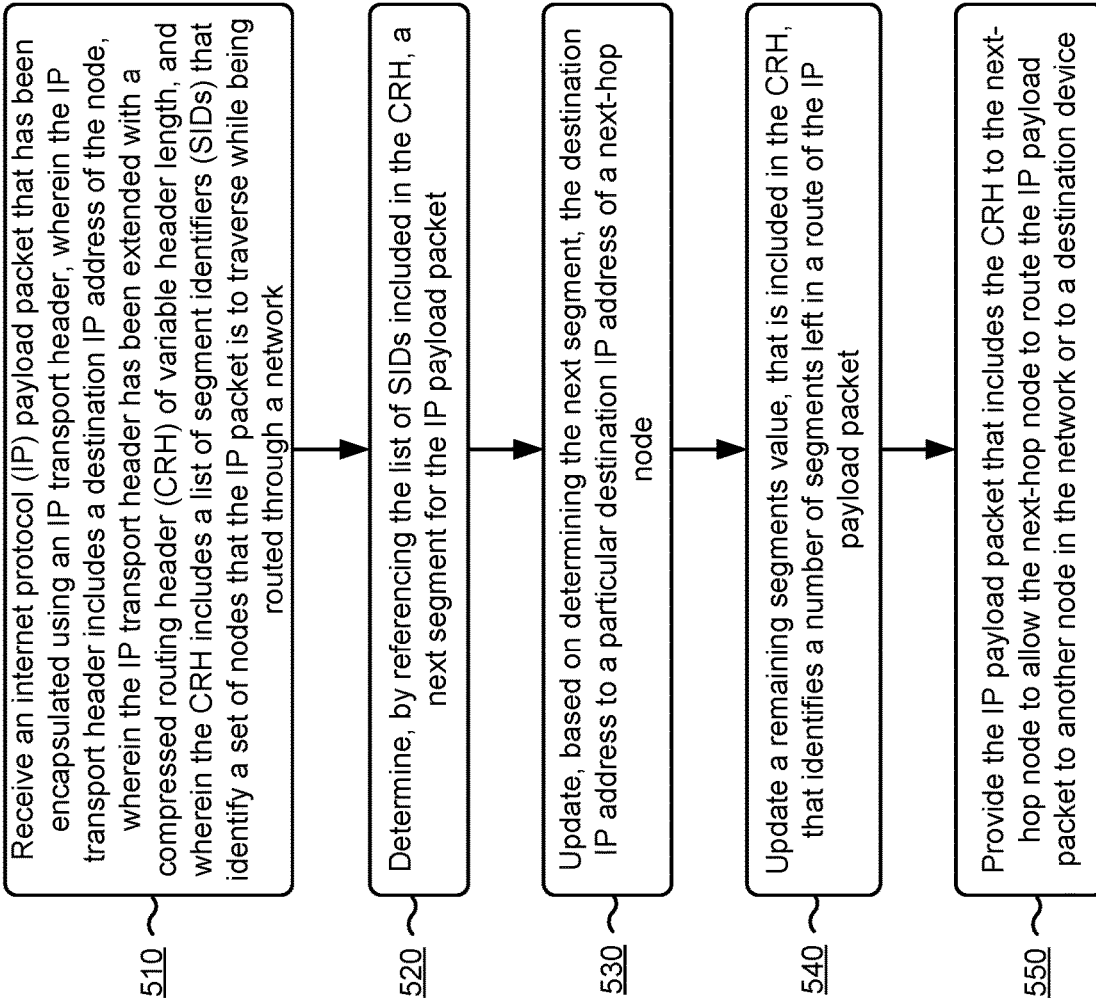 510
Receive an internet protocol (IP) payload packet that has been
encapsulated using an IP transport header, wherein the IP
transport header includes a destination IP address of the node,
wherein the IP transport header has been extended with a
compressed routing header (CRH) of variable header length, and
wherein the CRH includes a list of segment identifiers (SIDs) that
identify a set of nodes that the IP packet is to traverse while being
routed through a network
520
Determine, by referencing the list of SIDs included in the CRH, a
next segment for the IP payload packet
530
Update, based on determining the next segment, the destination
IP address to a particular destination IP address of a next-hop
node
540
Update a remaining segments value, that is included in the CRH,
that identifies a number of segments left in a route of the IP
payload packet
550
Provide the IP payload packet that includes the CRH to the next-
hop node to allow the next-hop node to route the IP payload
packet to another node in the network or to a destination device